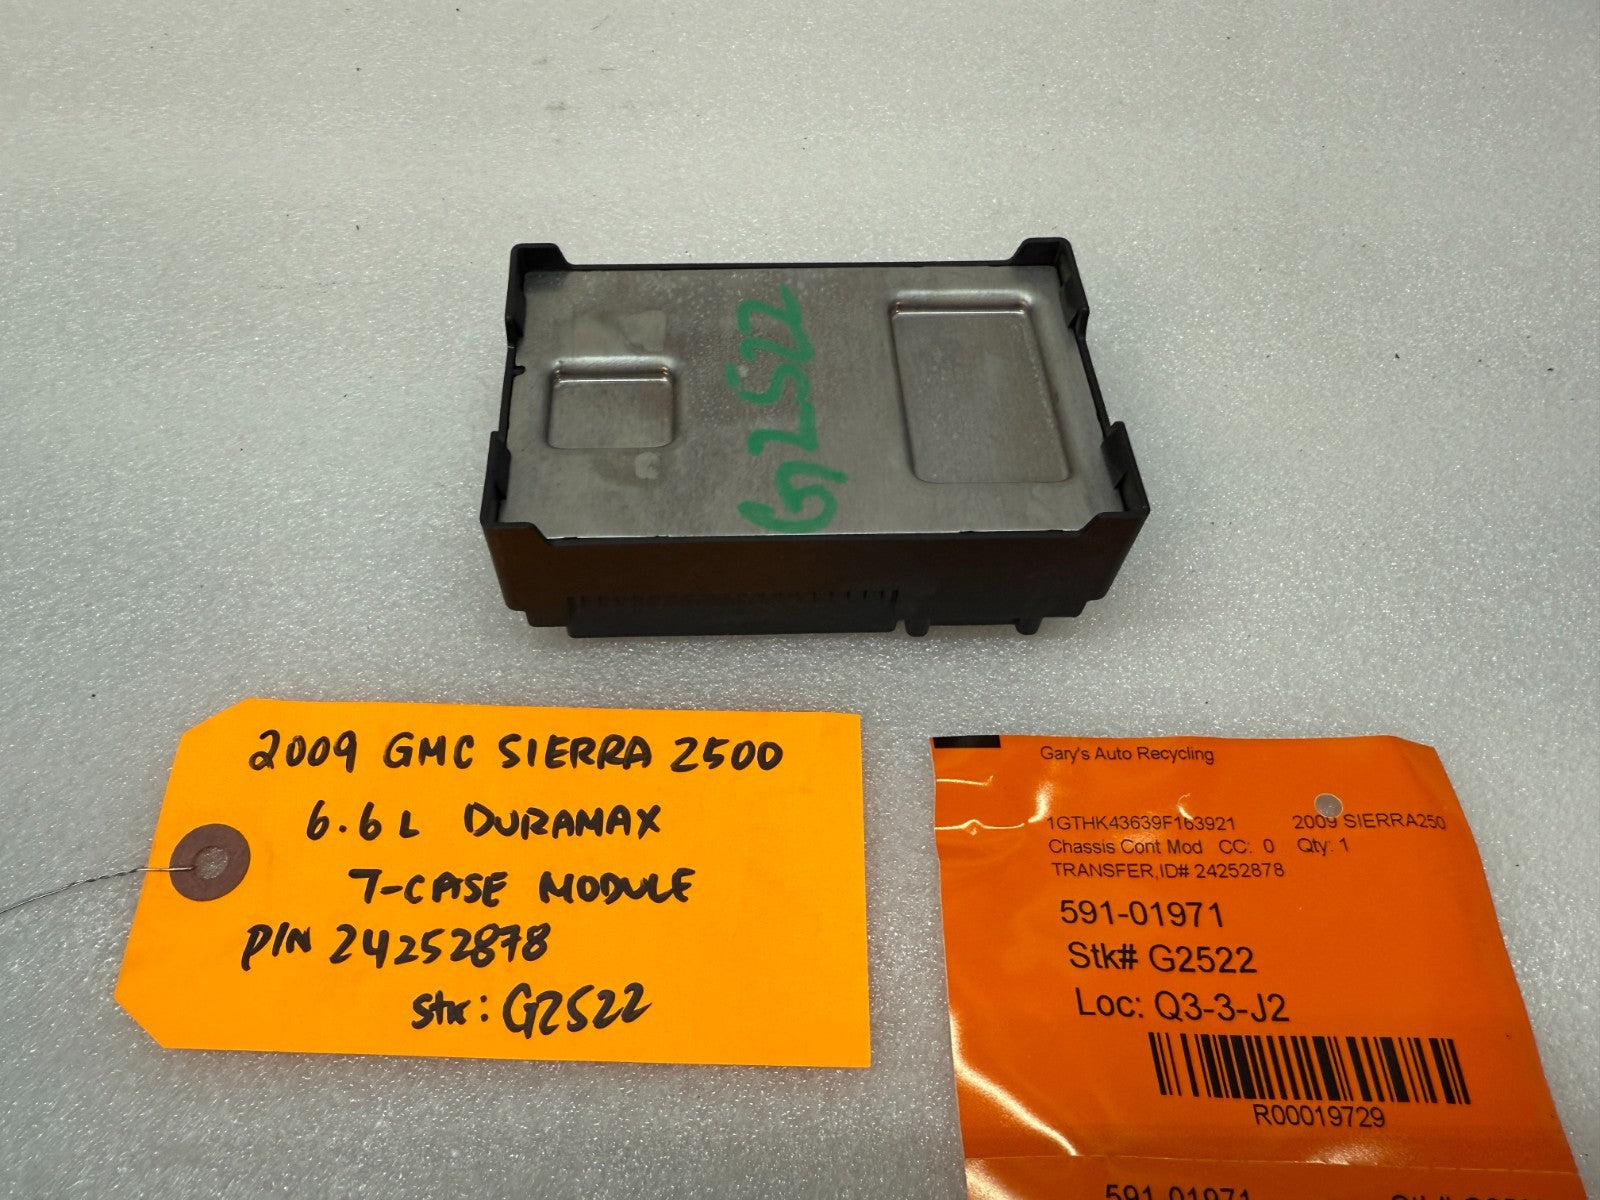 G2522
2009 GMC SIERRA 2500
6.6L DURAMAX
T-CASE MODULE
P/N 24252878
Stk: G2522
Gary's Auto Recycling
1GTHK43639F163921 2009 SIERRA250
Chassis Cont Mod CC: 0 Qty: 1
TRANSFER,ID# 24252878
591-01971
Stk# G2522
Loc: Q3-3-J2
R00019729
591-01971